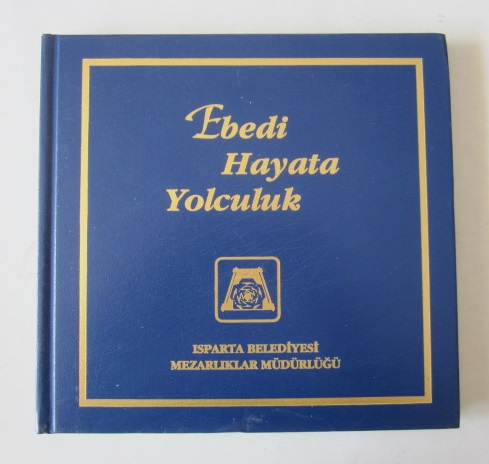 Ebedi
Hayata
Yolculuk
ISPARTA BELEDİYESİ
MEZARLIKLAR MÜDÜRLÜĞÜ